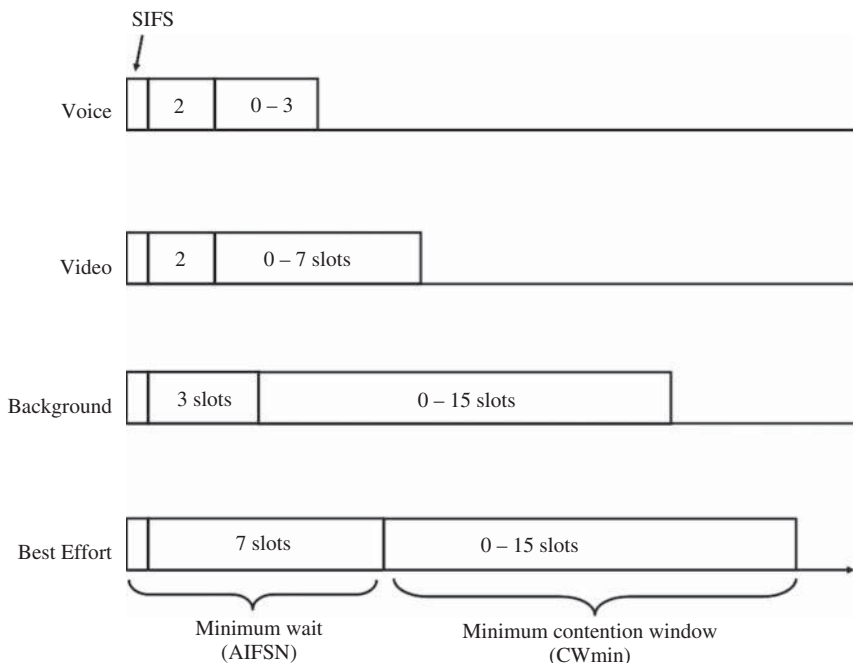 SIFS
Voice
2
0 – 3
Video
2
0 – 7 slots
Background
3 slots
0 – 15 slots
Best Effort
7 slots
0 – 15 slots
Minimum wait
(AIFSN)
Minimum contention window
(CWmin)